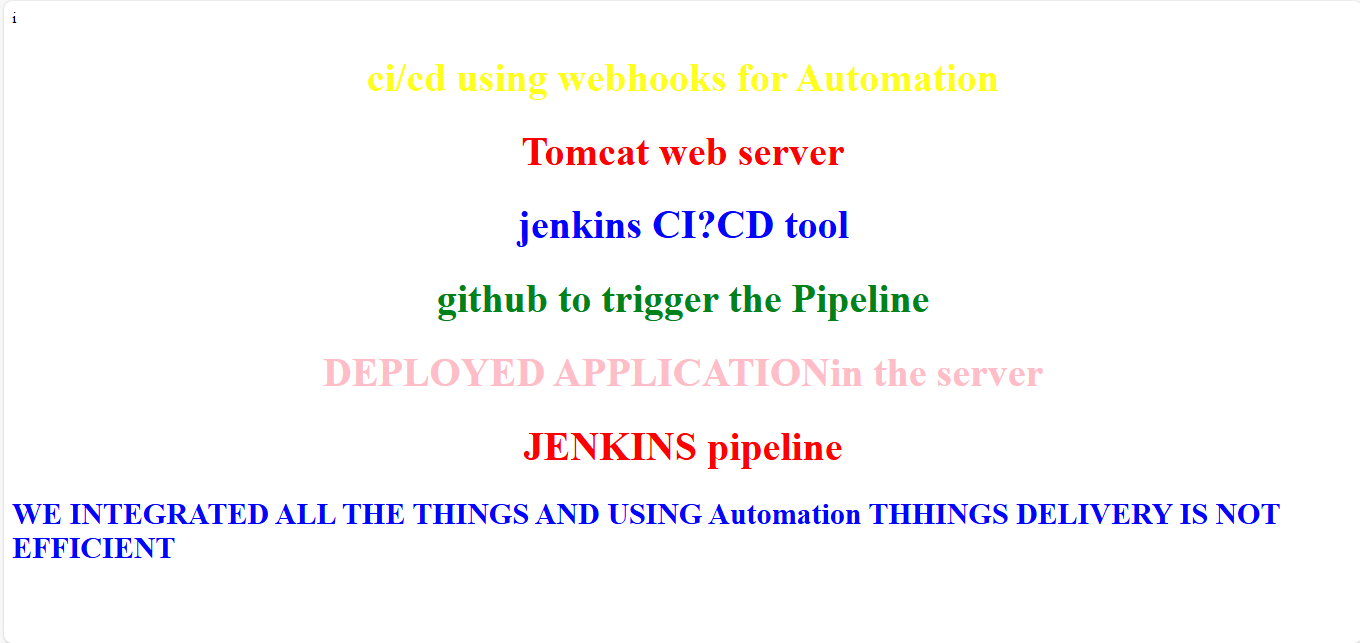 i
ci/cd using webhooks for Automation
Tomcat web server
jenkins CI?CD tool
github to trigger the Pipeline
DEPLOYED APPLICATIONin the server
JENKINS pipeline
WE INTEGRATED ALL THE THINGS AND USING Automation THHINGS DELIVERY IS NOT
EFFICIENT